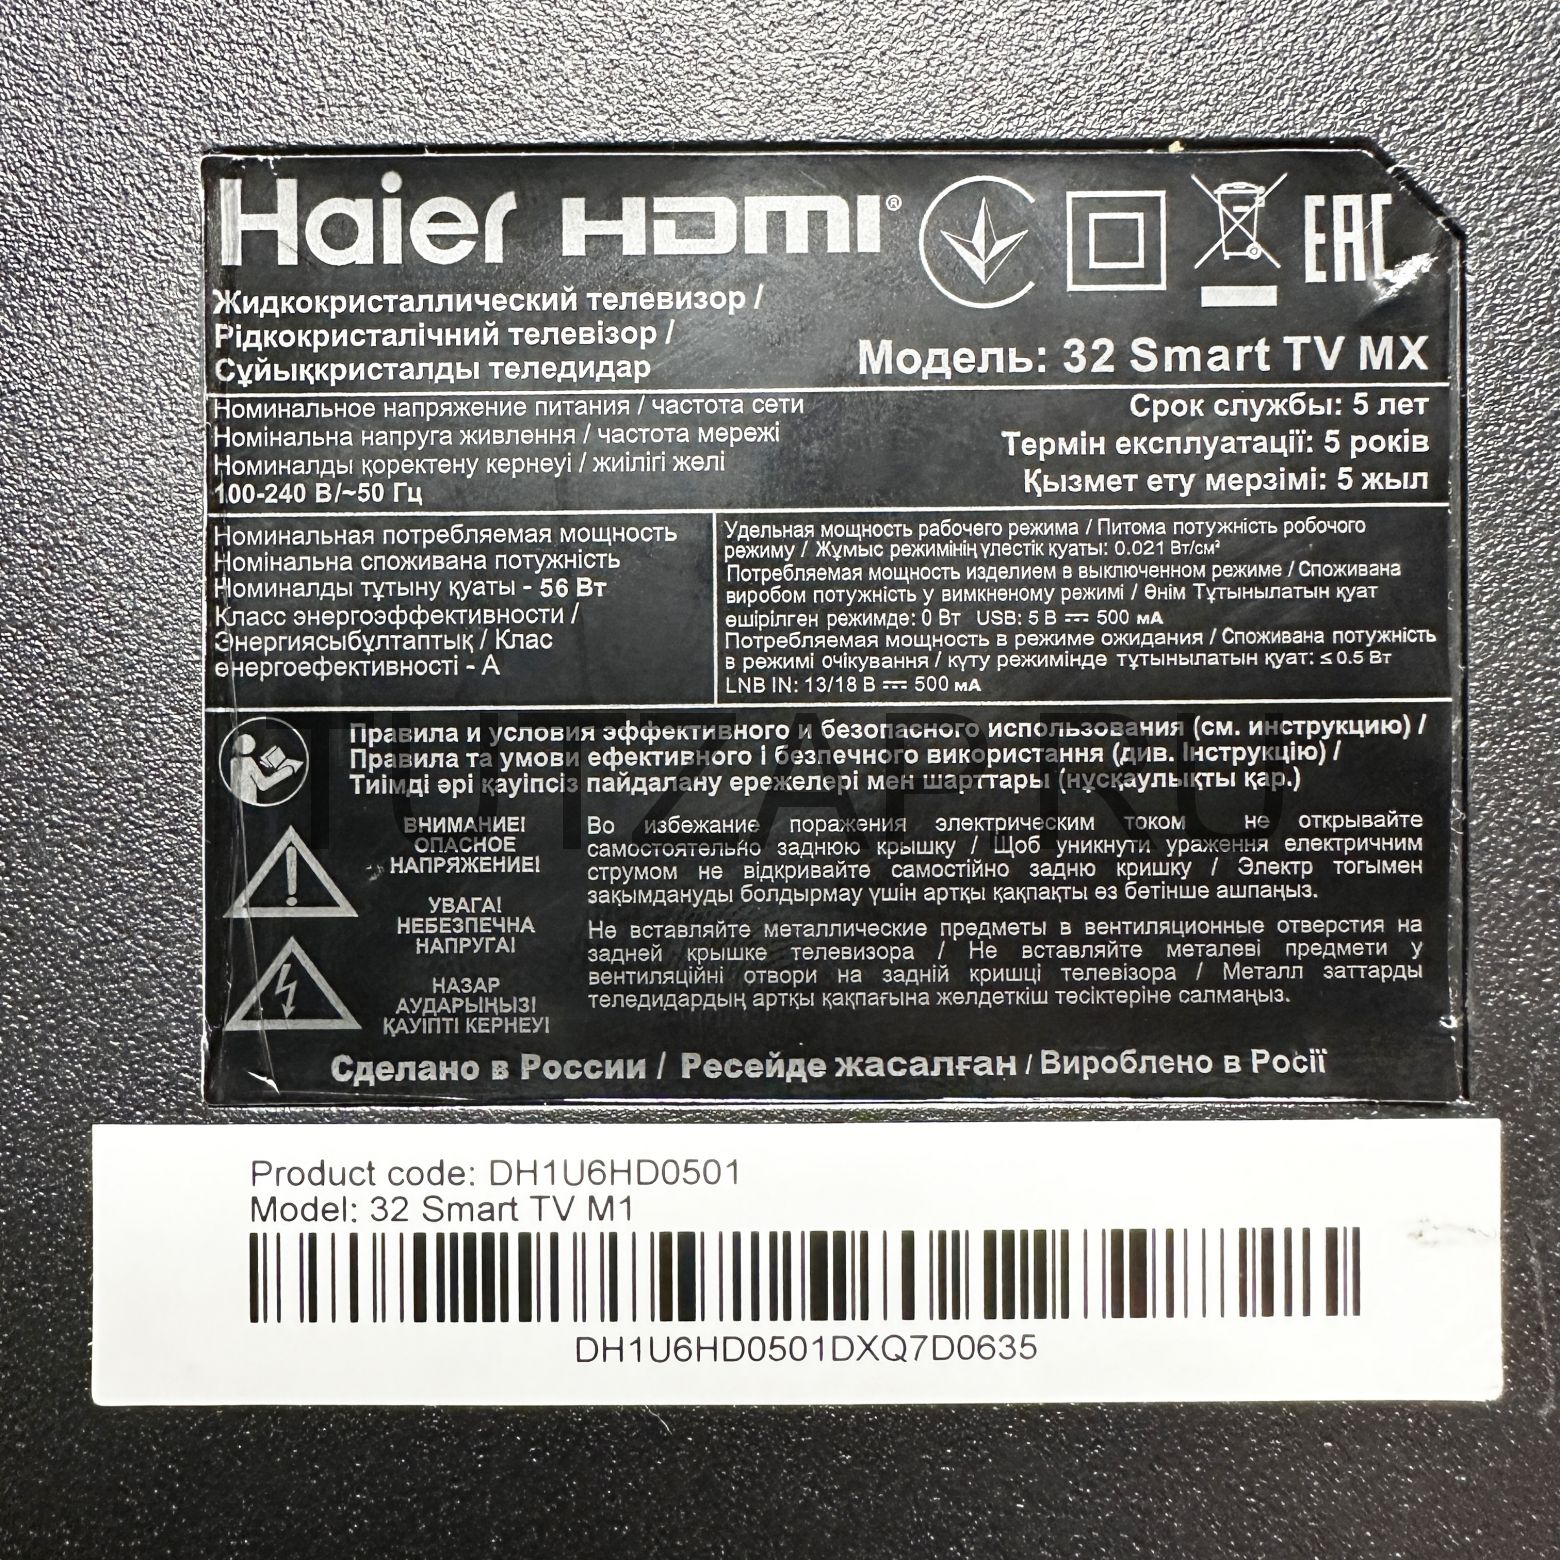 Haier HDMI®
EAC
Жидкокристаллический телевизор /
Рідкокристалічний телевізор /
Сұйыққристалды теледидар
Модель: 32 Smart TV MX
Номинальное напряжение питания / частота сети
Номінальна напруга живлення / частота мережі
Номиналды қоректену кернеуі / жиілігі желі
100-240 В/~50 Гц
Срок службы: 5 лет
Термін експлуатації: 5 років
Қызмет ету мерзімі: 5 жыл
Номинальная потребляемая мощность
Номінальна споживана потужність
Номиналды тұтыну қуаты - 56 Вт
Класс энергоэффективности /
Энергиясыбұлтаптық / Клас
енергоефективності - А
Удельная мощность рабочего режима / Питома потужність робочого
режиму / Жұмыс режимінің үлестік қуаты: 0.021 Вт/см²
Потребляемая мощность изделием в выключенном режиме / Споживана
виробом потужність у вимкненому режимі / Өнім Тұтынылатын қуат
өшірілген режимде: 0 Вт USB: 5 В ⎓ 500 мА
Потребляемая мощность в режиме ожидания / Споживана потужність
в режимі очікування / күту режимінде тұтынылатын қуат: ≤ 0.5 Вт
LNB IN: 13/18 В ⎓ 500 мА
Правила и условия эффективного и безопасного использования (см. инструкцию) /
Правила та умови ефективного і безпечного використання (див. Інструкцію) /
Тиімді әрі қауіпсіз пайдалану ережелері мен шарттары (нұсқаулықты қар.)
TUTZAP.RU
ВНИМАНИЕ!
ОПАСНОЕ
НАПРЯЖЕНИЕ!
УВАГА!
НЕБЕЗПЕЧНА
НАПРУГА!
НАЗАР
АУДАРЫҢЫЗ!
ҚАУІПТІ КЕРНЕУ!
Во избежание поражения электрическим током не открывайте
самостоятельно заднюю крышку / Щоб уникнути ураження електричним
струмом не відкривайте самостійно задню кришку / Электр тогымен
зақымдануды болдырмау үшін артқы қақпақты өз бетінше ашпаңыз.
Не вставляйте металлические предметы в вентиляционные отверстия на
задней крышке телевизора / Не вставляйте металеві предмети у
вентиляційні отвори на задній кришці телевізора / Металл заттарды
теледидардың артқы қақпағына желдеткіш тесіктеріне салмаңыз.
Сделано в России / Ресейде жасалған / Вироблено в Росії
Product code: DH1U6HD0501
Model: 32 Smart TV M1
DH1U6HD0501DXQ7D0635